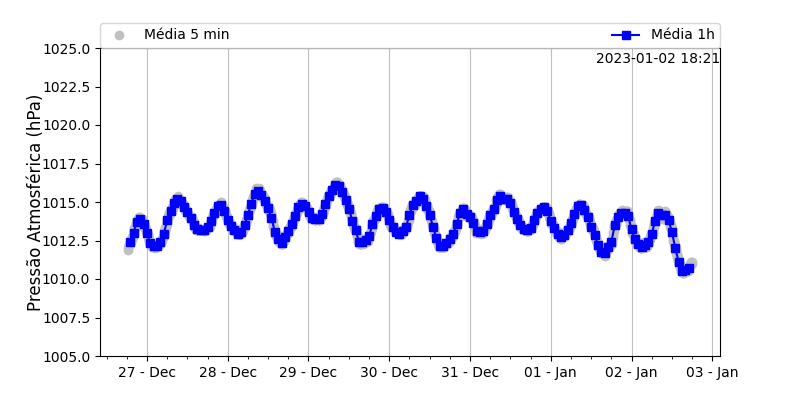 Média 5 min
Média 1h
2023-01-02 18:21
Pressão Atmosférica (hPa)
1025.0
1022.5
1020.0
1017.5
1015.0
1012.5
1010.0
1007.5
1005.0
27 - Dec 28 - Dec 29 - Dec 30 - Dec 31 - Dec 01 - Jan 02 - Jan 03 - Jan